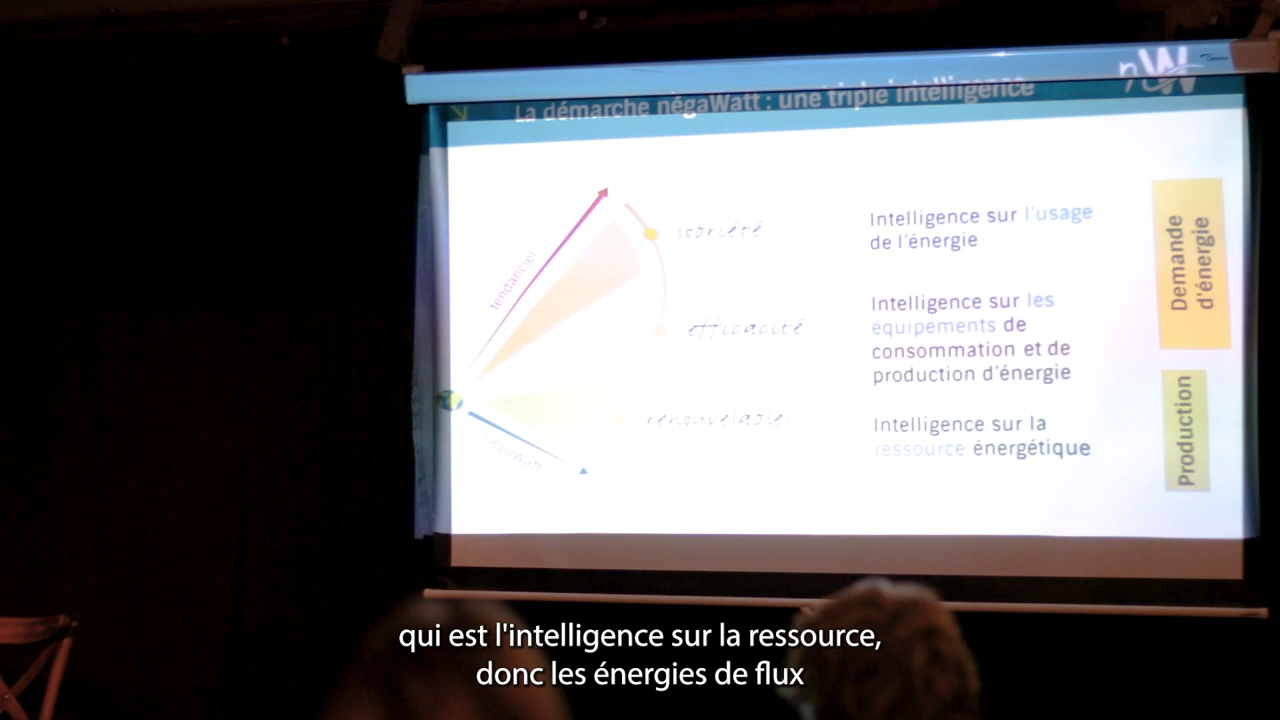 La démarche négaWatt : une triple intelligence
nW
Optoma
tendanciel
sobriété
efficacité
renouvelables
négaWatt
Intelligence sur l'usage
de l'énergie
Intelligence sur les
équipements de
consommation et de
production d'énergie
Intelligence sur la
ressource énergétique
Demande
d'énergie
Production
qui est l'intelligence sur la ressource,
donc les énergies de flux